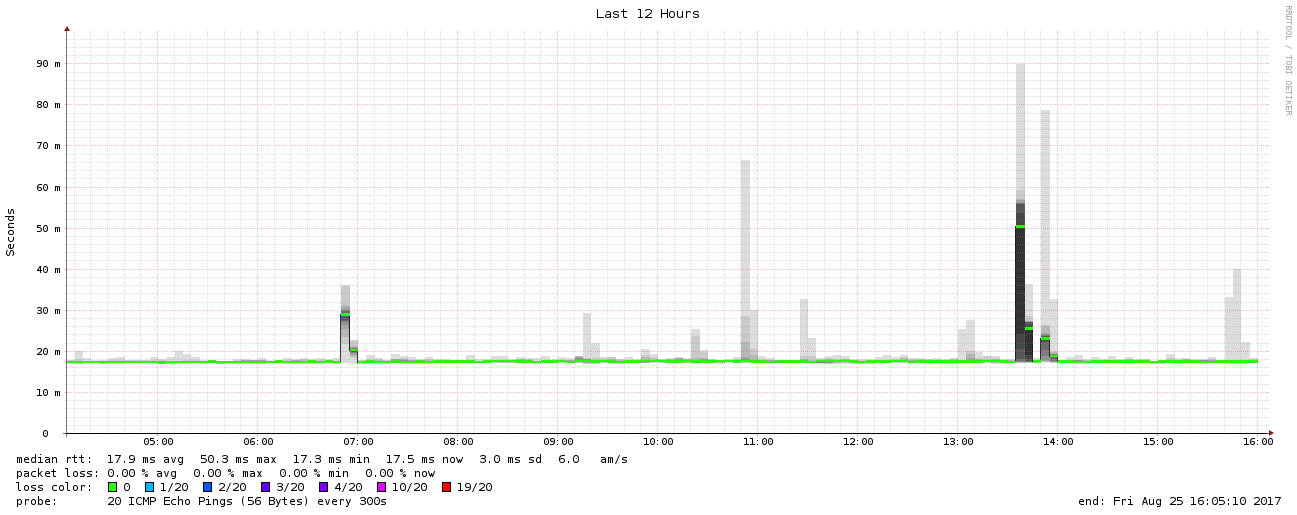 Last 12 Hours
RRDTOOL / TOBI OETIKER
Seconds
90 m
80 m
70 m
60 m
50 m
40 m
30 m
20 m
10 m
0
05:00 06:00 07:00 08:00 09:00 10:00 11:00 12:00 13:00 14:00 15:00 16:00
median rtt: 17.9 ms avg 50.3 ms max 17.3 ms min 17.5 ms now 3.0 ms sd 6.0 am/s
packet loss: 0.00 % avg 0.00 % max 0.00 % min 0.00 % now
loss color: 0 1/20 2/20 3/20 4/20 10/20 19/20
probe: 20 ICMP Echo Pings (56 Bytes) every 300s end: Fri Aug 25 16:05:10 2017